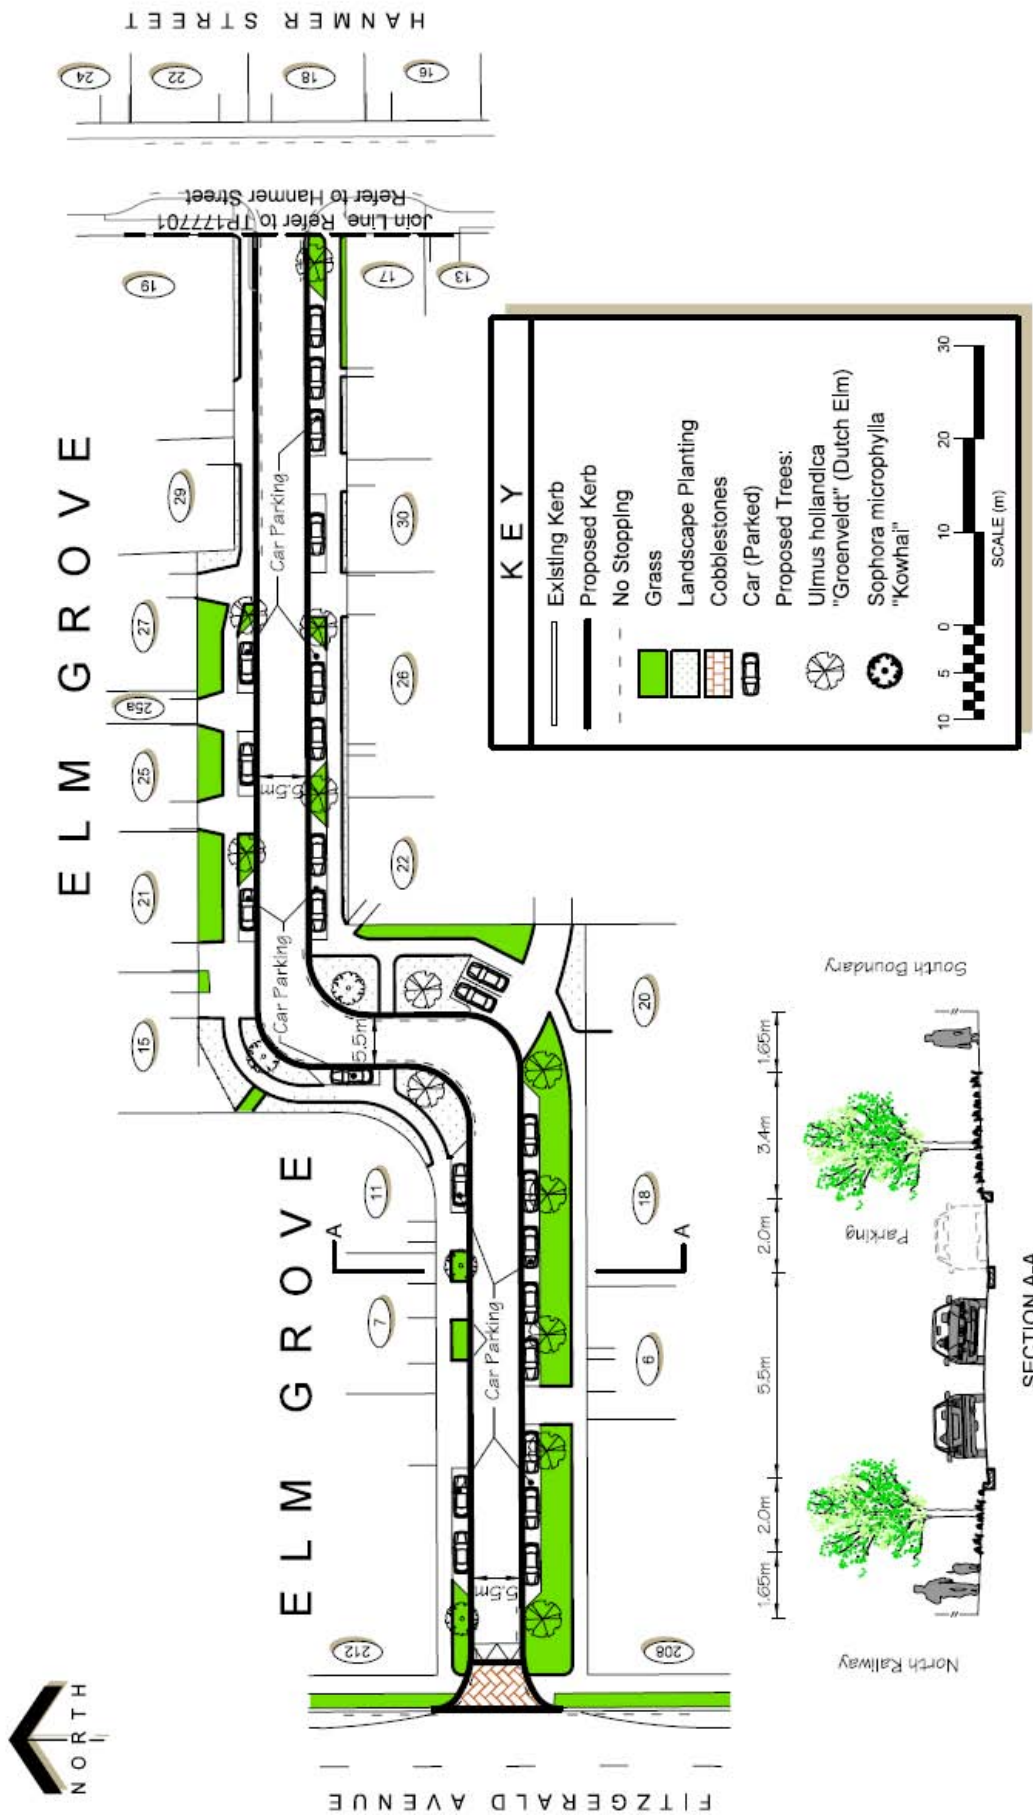 HANMER STREET
24
22
18
16
Join Line Refer to TP177701
Refer to Hanmer Street
19
17
13
ELM GROVE
29
27
25a
25
21
15
30
26
22
20
Car Parking
Car Parking
5.5m
5.5m
ELM GROVE
11
7
18
6
A
A
Car Parking
5.5m
212
208
NORTH
FITZGERALD AVENUE
KEY
Existing Kerb
Proposed Kerb
No Stopping
Grass
Landscape Planting
Cobblestones
Car (Parked)
Proposed Trees:
Ulmus hollandica
"Groenveldt" (Dutch Elm)
Sophora microphylla
"Kowhai"
10 5 0 10 20 30
SCALE (m)
1.65m 2.0m 5.5m 2.0m 3.4m 1.65m
North Railway
Parking
South Boundary
SECTION A-A